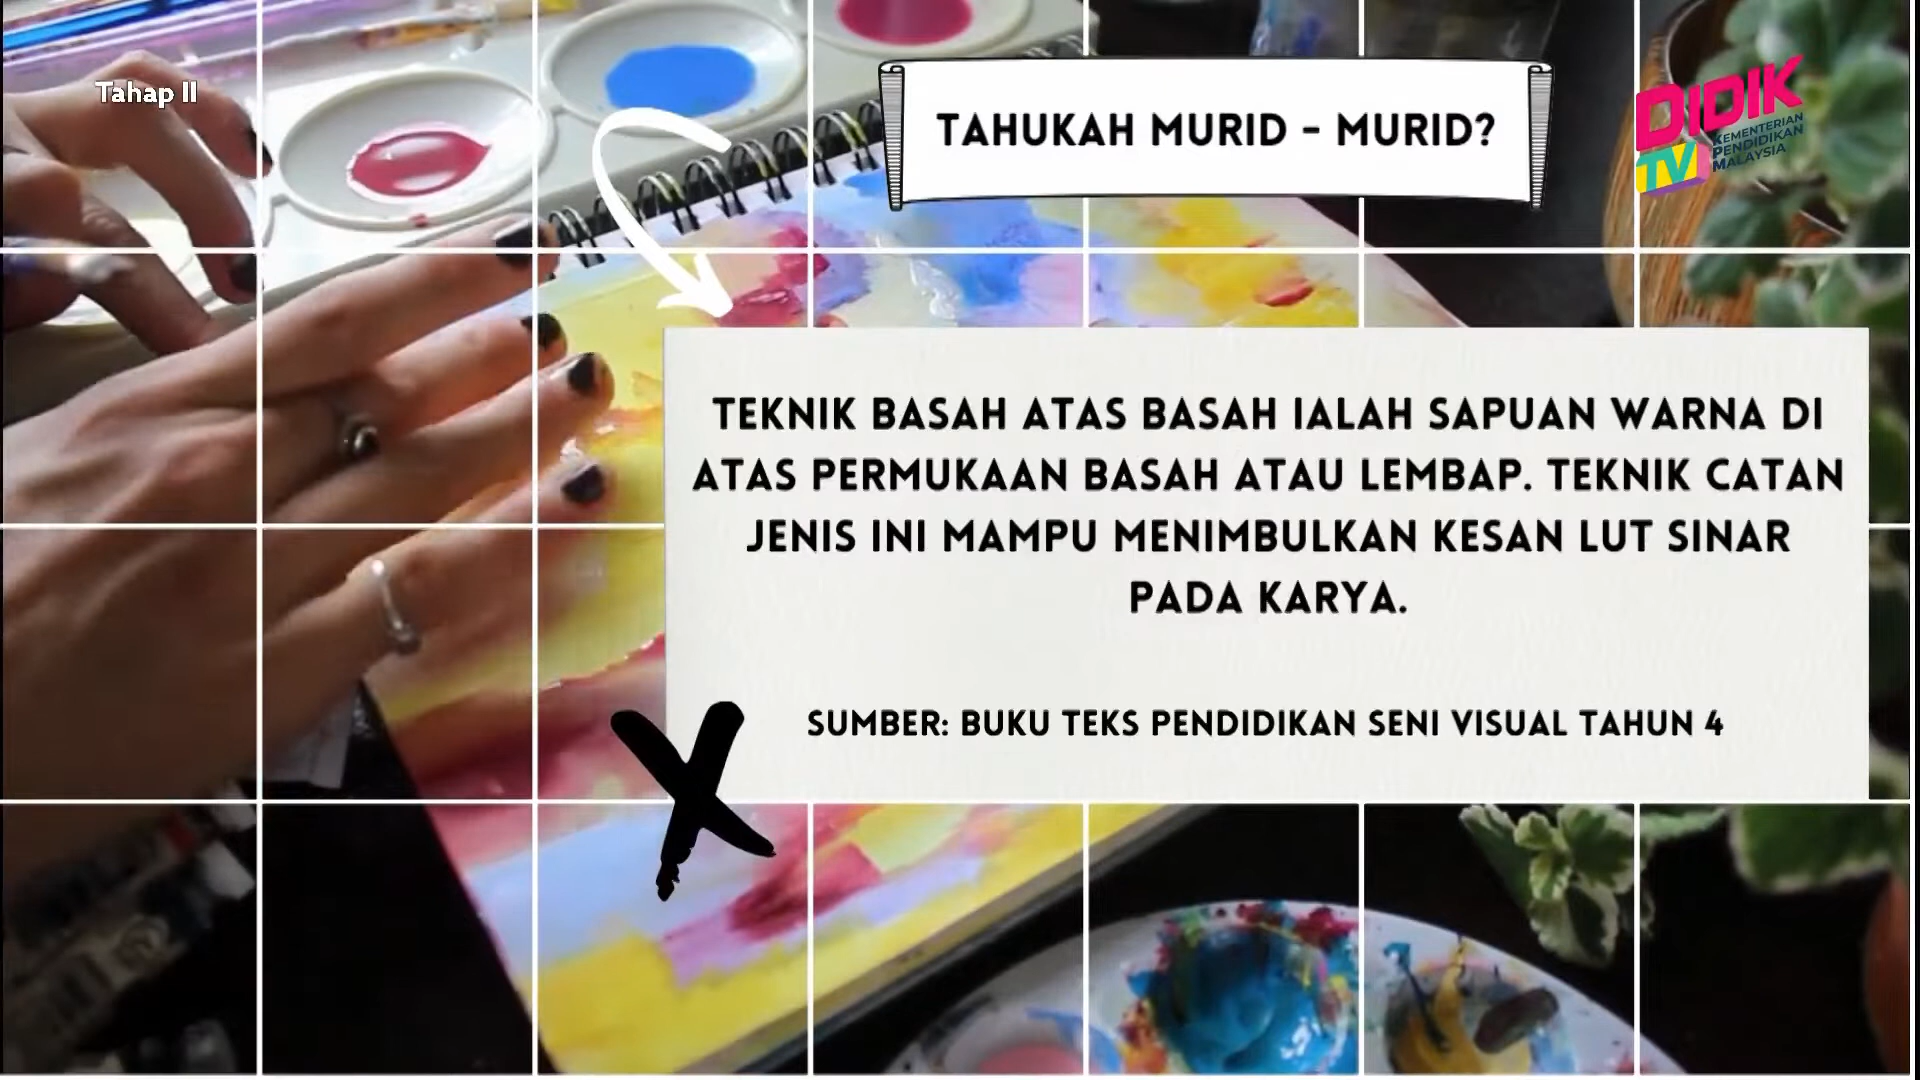 Tahap II
TAHUKAH MURID - MURID?
DIDIK
TV
KEMENTERIAN
PENDIDIKAN
MALAYSIA
TEKNIK BASAH ATAS BASAH IALAH SAPUAN WARNA DI
ATAS PERMUKAAN BASAH ATAU LEMBAP. TEKNIK CATAN
JENIS INI MAMPU MENIMBULKAN KESAN LUT SINAR
PADA KARYA.
SUMBER: BUKU TEKS PENDIDIKAN SENI VISUAL TAHUN 4